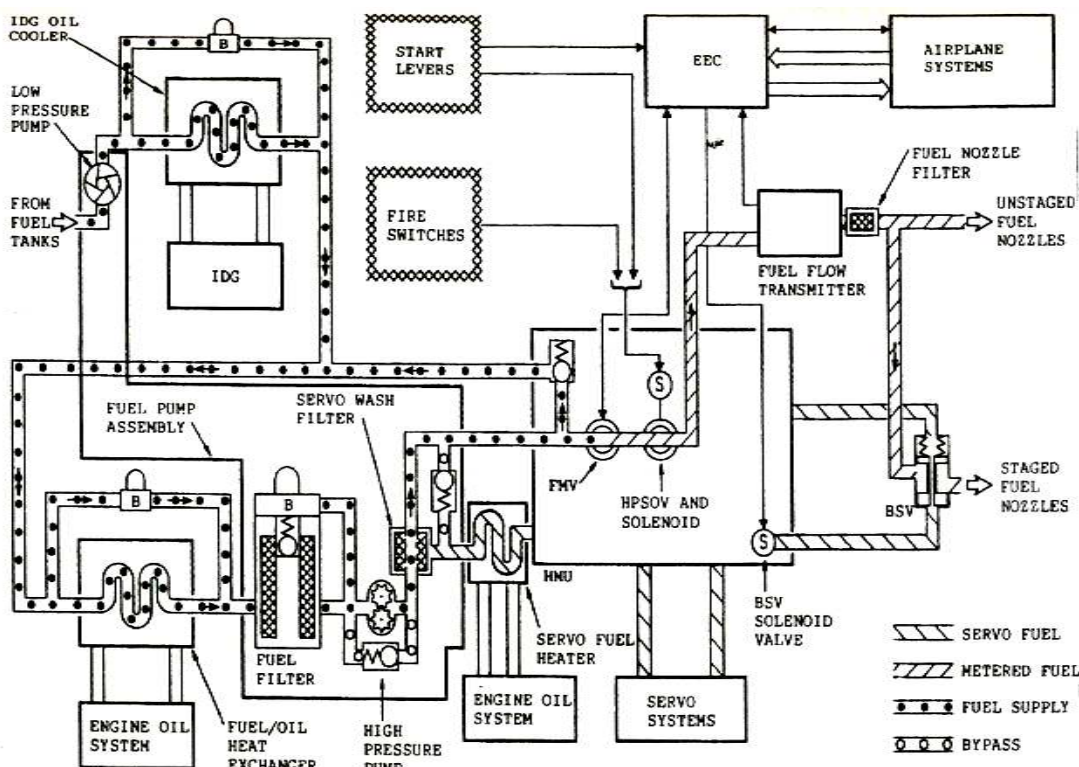 IDG OIL
COOLER
B
START
LEVERS
EEC
AIRPLANE
SYSTEMS
LOW
PRESSURE
PUMP
FUEL NOZZLE
FILTER
FROM
FUEL
TANKS
FIRE
SWITCHES
UNSTAGED
FUEL
NOZZLES
IDG
FUEL FLOW
TRANSMITTER
S
FUEL PUMP
ASSEMBLY
SERVO WASH
FILTER
FMV
HPSOV AND
SOLENOID
STAGED
FUEL
NOZZLES
BSV
B
B
S
HMU
BSV
SOLENOID
VALVE
SERVO FUEL
HEATER
FUEL
FILTER
SERVO FUEL
METERED FUEL
FUEL SUPPLY
BYPASS
ENGINE OIL
SYSTEM
FUEL/OIL
HEAT
EXCHANGER
HIGH
PRESSURE
PUMP
ENGINE OIL
SYSTEM
SERVO
SYSTEMS